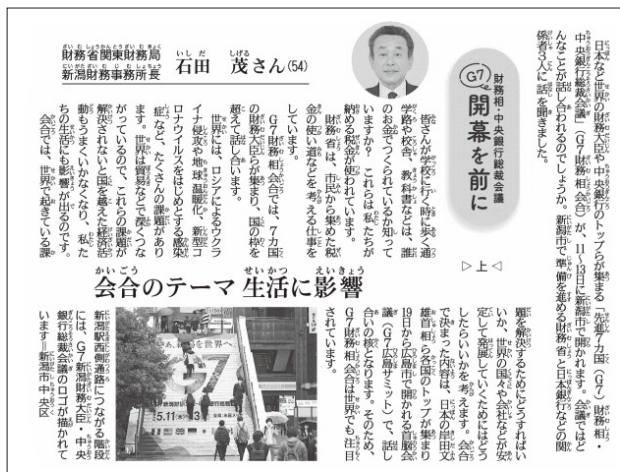 日本など世界の財務大臣や中央銀行のトップらが集まる「先進7カ国（G7）財務相・
中央銀行総裁会議」（G7財務相会合）が、11〜13日に新潟市で開かれます。会議ではど
んなことが話し合われるのでしょうか。新潟市で準備を進める財務省と日本銀行などの関
係者3人に話を聞きました。
財務相・中央銀行総裁会議
G7 開幕を前に
▷上◁
財務省関東財務局
新潟財務事務所長
石田 茂さん(54)
皆さんが学校に行く時に歩く通
学路や校舎、教科書などは、誰
のお金でつくられているか知って
いますか？ これらは私たちが
納める税金が使われています。
財務省は、市民から集めた税
金の使い道などを考える仕事を
しています。
G7財務相会合では、7カ国
の財務大臣らが集まり、国の枠を
超えて話し合います。
世界には、ロシアによるウクラ
イナ侵攻や地球温暖化、新型コ
ロナウイルスをはじめとする感染
症など、たくさんの課題があり
ます。世界は貿易などで深くつな
がっているので、これらの課題が
解決されないと国を越えた経済活
動もうまくいかなくなり、私た
ちの生活にも影響が出るのです。
会合では、世界で起きている課
会合のテーマ 生活に影響
題を解決するためにどうすればい
いか、世界の国々や会社などが安
定して発展していくためにはどう
したらいいかを考えます。会合
で決まった内容は、日本の岸田文
雄首相ら各国のトップが集まり
19日から広島市で開かれる首脳会
議（G7広島サミット）で、話し
合いの核となります。そのため、
G7財務相会合は世界でも注目
されています。
世界へ
G7
5.11
13
新潟駅西側通路につながる階段
には、G7新潟財務大臣・中央
銀行総裁会議のロゴが描かれて
います＝新潟市中央区